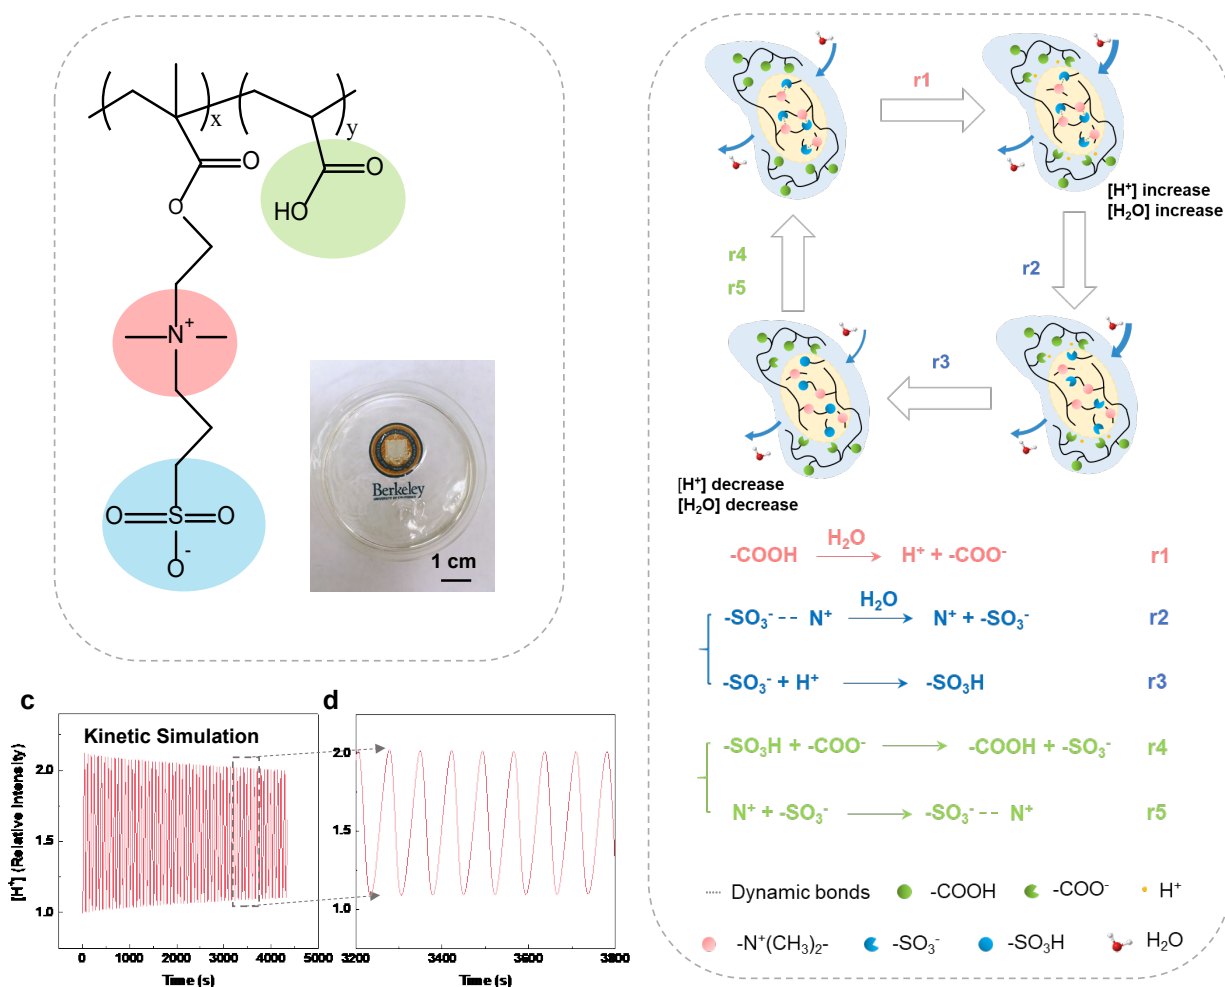 x
y
O
O
O
HO
N⁺
O
S
O
O⁻
Berkeley
1 cm
r1
[H⁺] increase
[H₂O] increase
r2
r3
[H⁺] decrease
[H₂O] decrease
r4
r5
-COOH H₂O H⁺ + -COO⁻ r1
-SO₃⁻ -- N⁺ H₂O N⁺ + -SO₃⁻ r2
-SO₃⁻ + H⁺ -SO₃H r3
-SO₃H + -COO⁻ -COOH + -SO₃⁻ r4
N⁺ + -SO₃⁻ -SO₃⁻ -- N⁺ r5
Dynamic bonds -COOH -COO⁻ H⁺
-N⁺(CH₃)₂- -SO₃⁻ -SO₃H H₂O
c
Kinetic Simulation
[H⁺] (Relative Intensity)
2.0
1.5
1.0
0 1000 2000 3000 4000 5000
Time (s)
d
2.0
1.5
1.0
3200 3400 3600 3800
Time (s)